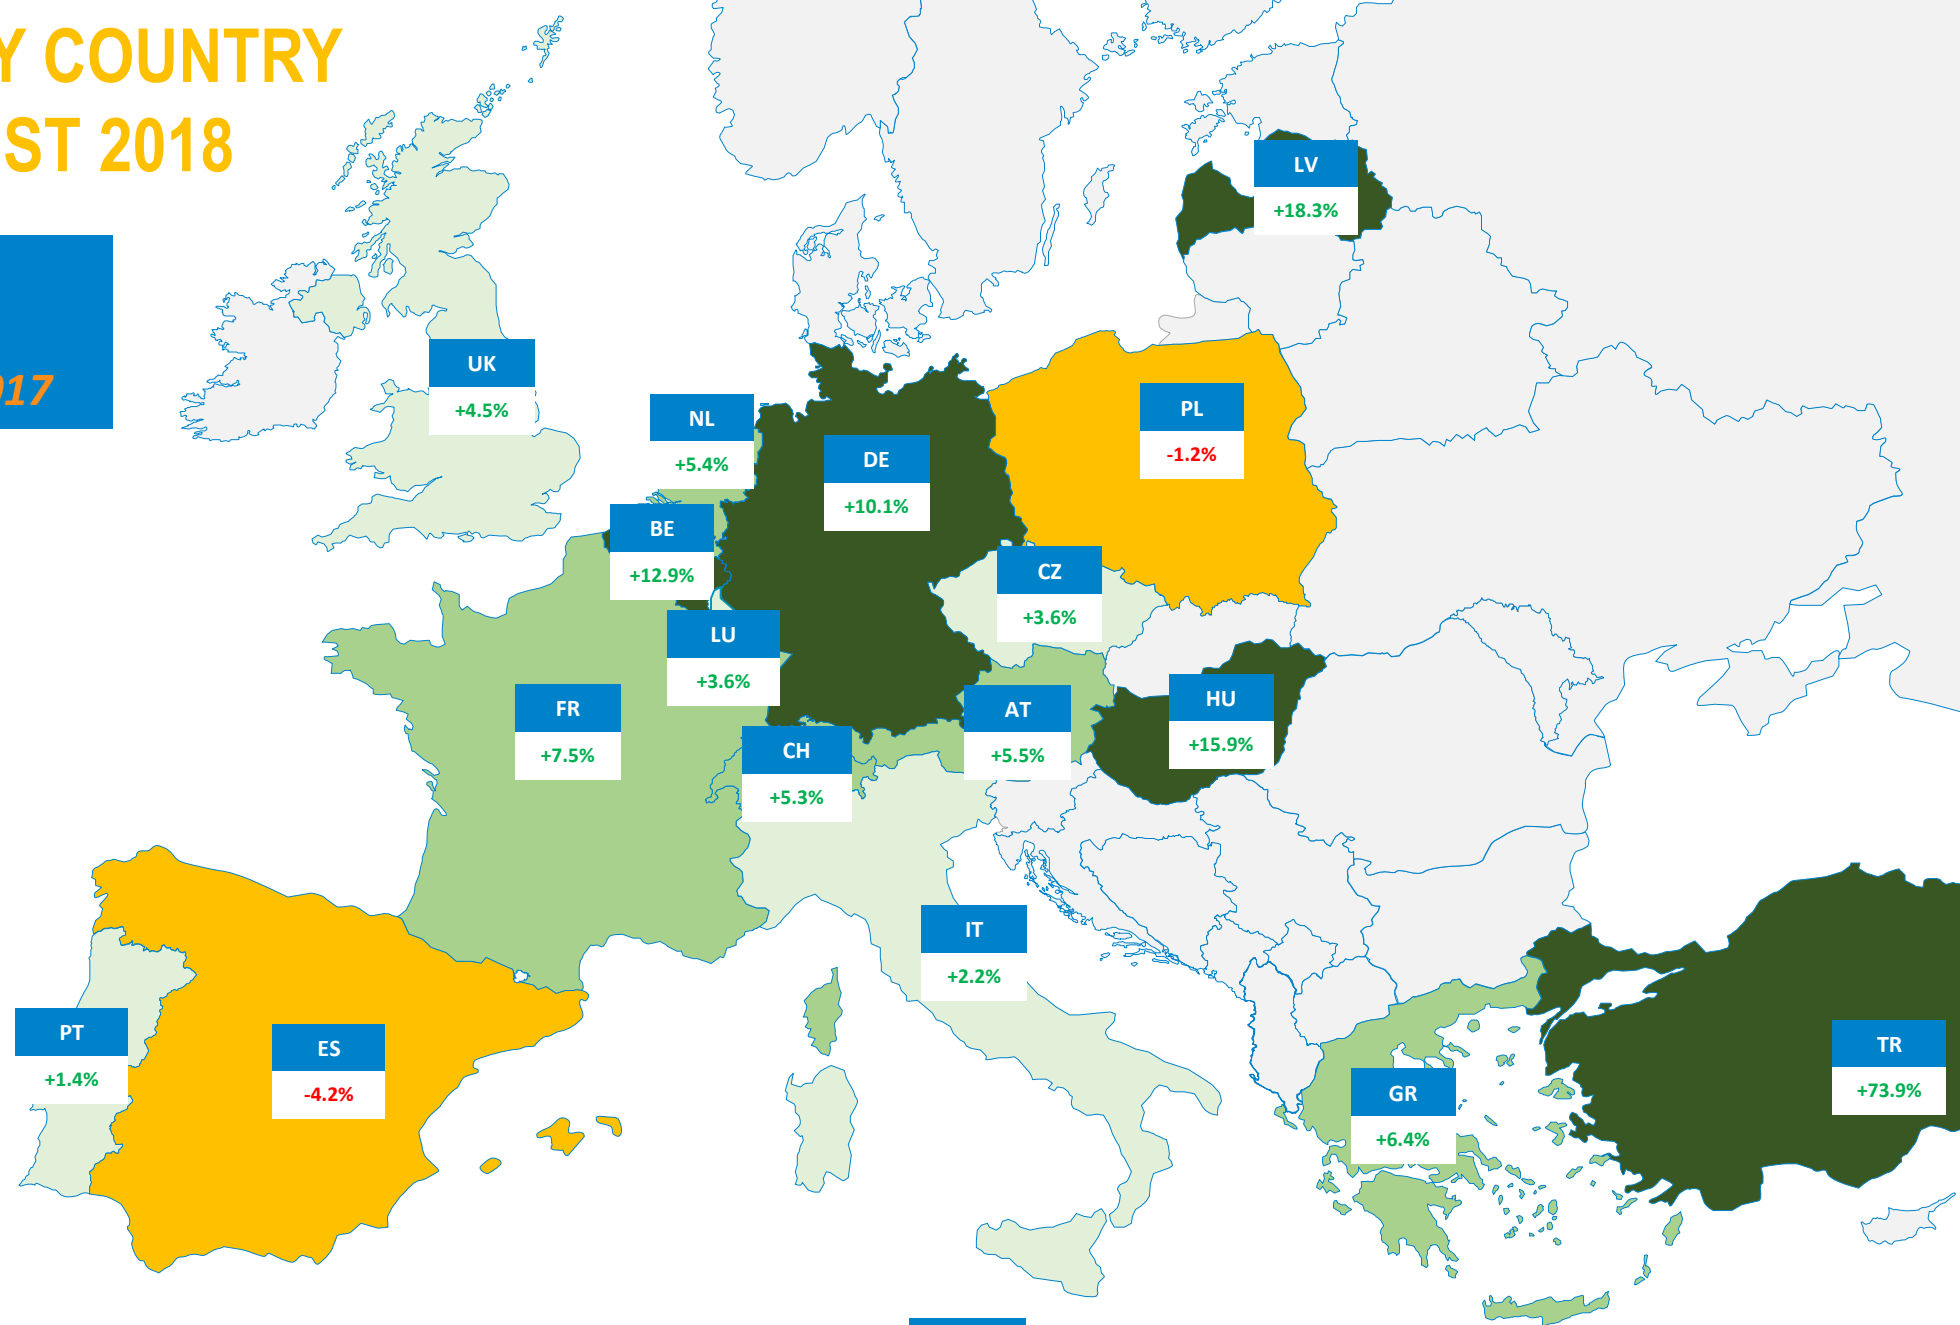 Y COUNTRY
ST 2018
017
LV
+18.3%
UK
+4.5%
NL
+5.4%
PL
-1.2%
DE
+10.1%
BE
+12.9%
CZ
+3.6%
LU
+3.6%
FR
+7.5%
HU
+15.9%
AT
+5.5%
CH
+5.3%
IT
+2.2%
PT
+1.4%
ES
-4.2%
TR
+73.9%
GR
+6.4%